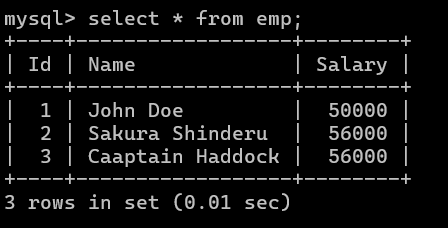 mysql> select * from emp;
+----+------------------+--------+
| Id | Name             | Salary |
+----+------------------+--------+
|  1 | John Doe         |  50000 |
|  2 | Sakura Shinderu  |  56000 |
|  3 | Caaptain Haddock |  56000 |
+----+------------------+--------+
3 rows in set (0.01 sec)